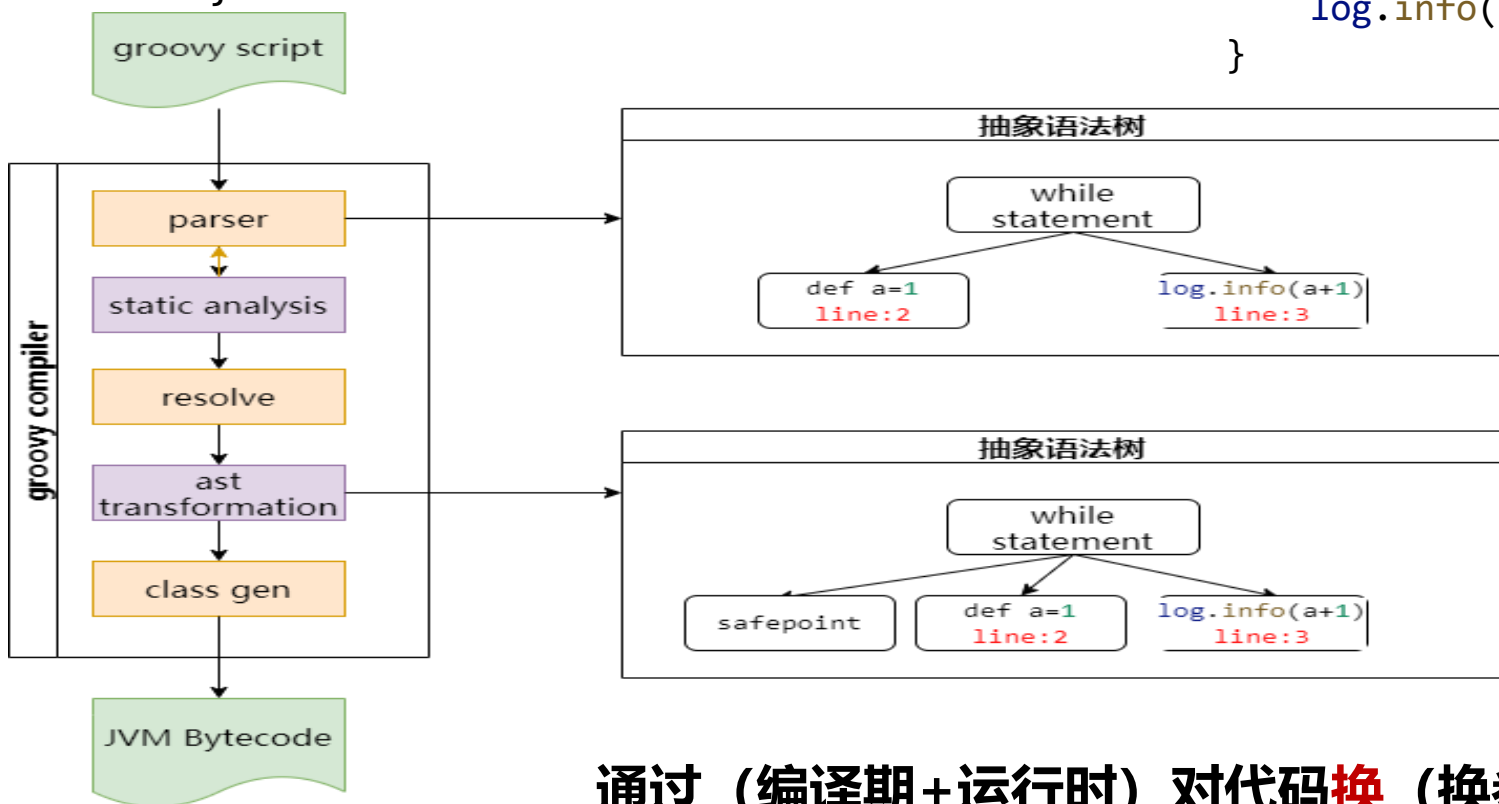 log.info(
}
groovy script
groovy compiler
parser
static analysis
resolve
ast
transformation
class gen
JVM Bytecode
抽象语法树
while
statement
def a=1
line:2
log.info(a+1)
line:3
抽象语法树
while
statement
safepoint
def a=1
line:2
log.info(a+1)
line:3
通过（编译期+运行时）对代码换（换